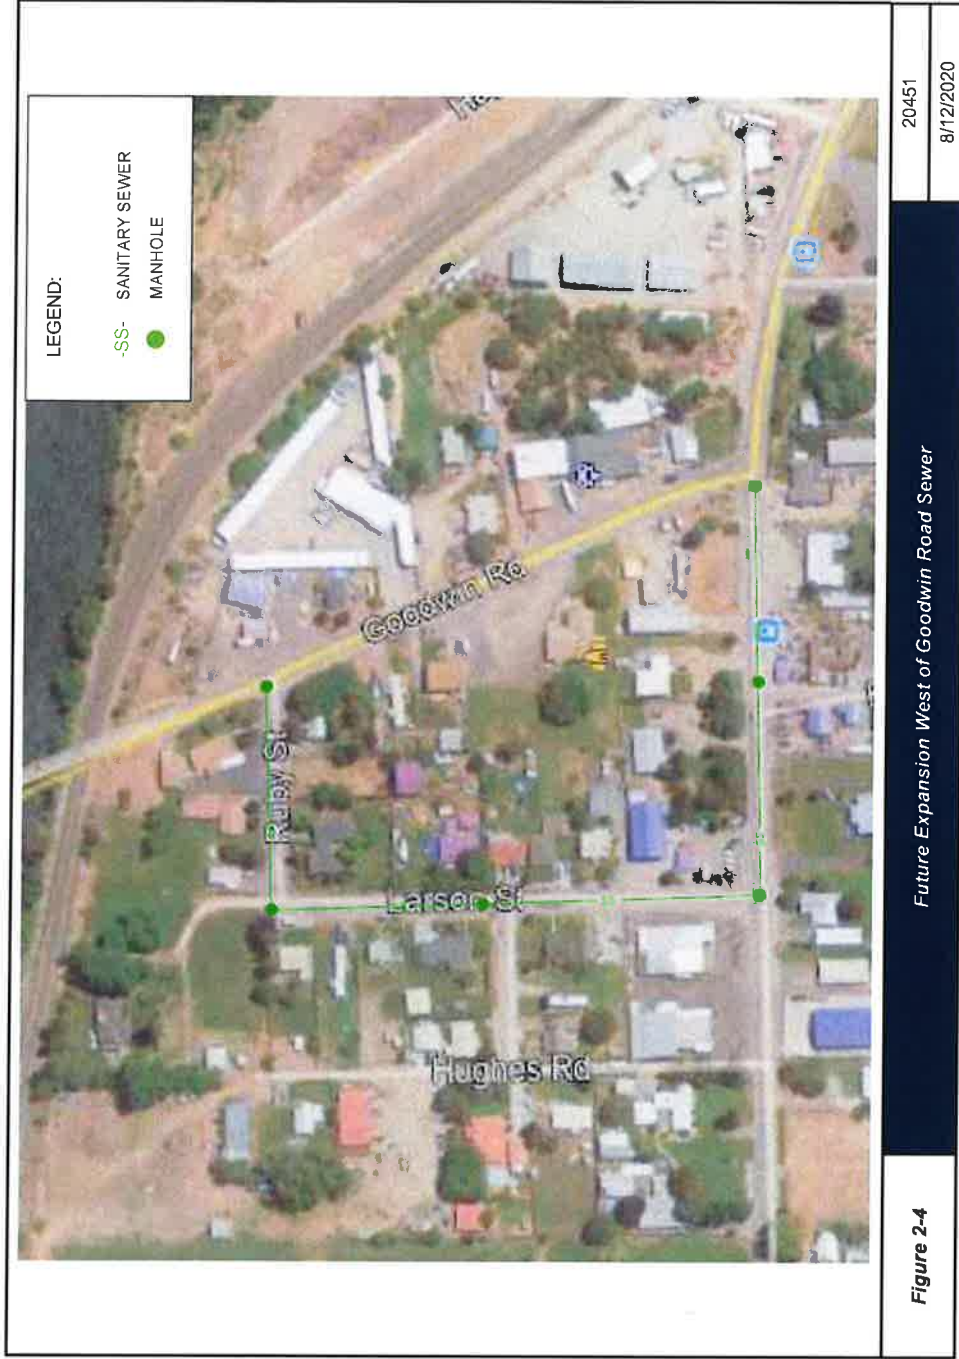 LEGEND:
-SS- SANITARY SEWER
MANHOLE
Goodwin Rd
Ruby St
Larson St
Hughes Rd
Figure 2-4
Future Expansion West of Goodwin Road Sewer
20451
8/12/2020